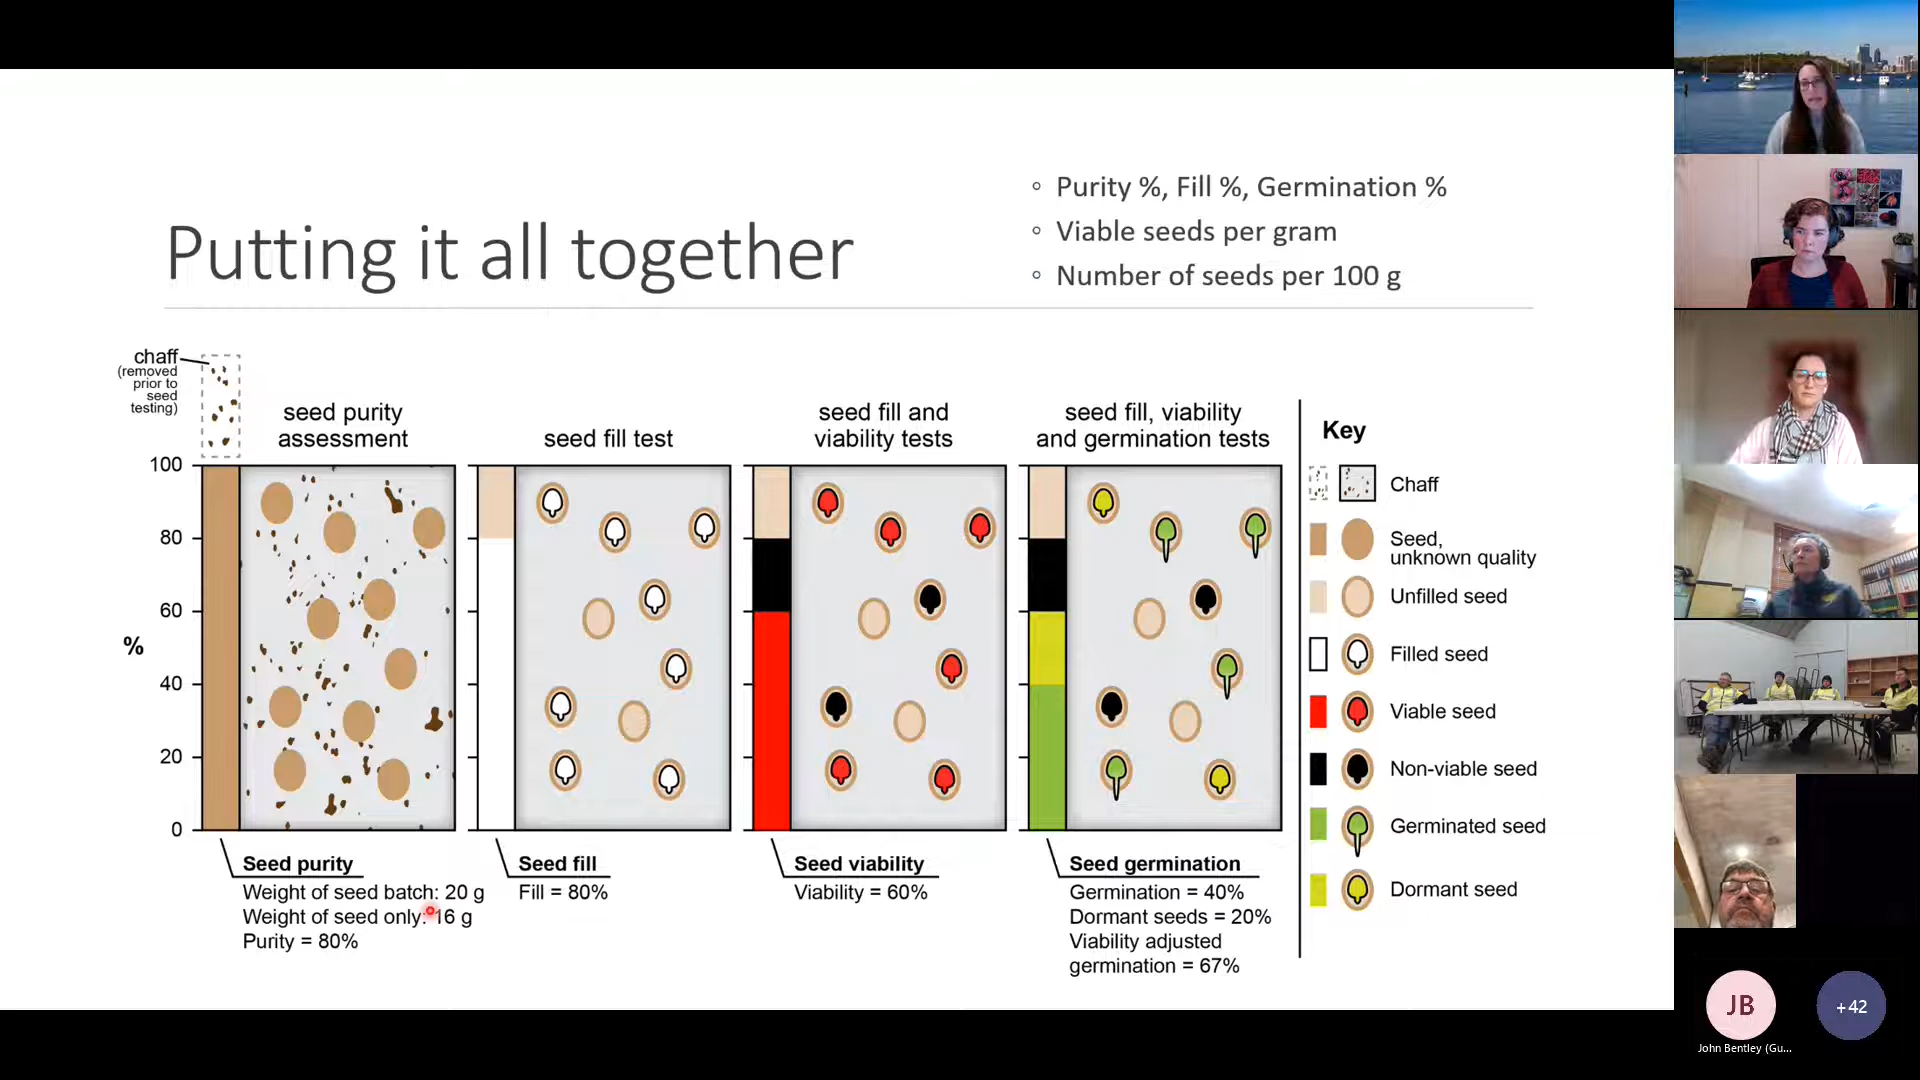 Putting it all together
◦ Purity %, Fill %, Germination %
◦ Viable seeds per gram
◦ Number of seeds per 100 g
chaff
(removed
prior to
seed
testing)
seed purity
assessment
seed fill test
seed fill and
viability tests
seed fill, viability
and germination tests
%
100
80
60
40
20
0
Seed purity
Weight of seed batch: 20 g
Weight of seed only: 16 g
Purity = 80%
Seed fill
Fill = 80%
Seed viability
Viability = 60%
Seed germination
Germination = 40%
Dormant seeds = 20%
Viability adjusted
germination = 67%
Key
Chaff
Seed,
unknown quality
Unfilled seed
Filled seed
Viable seed
Non-viable seed
Germinated seed
Dormant seed
JB
+42
John Bentley (Gu...